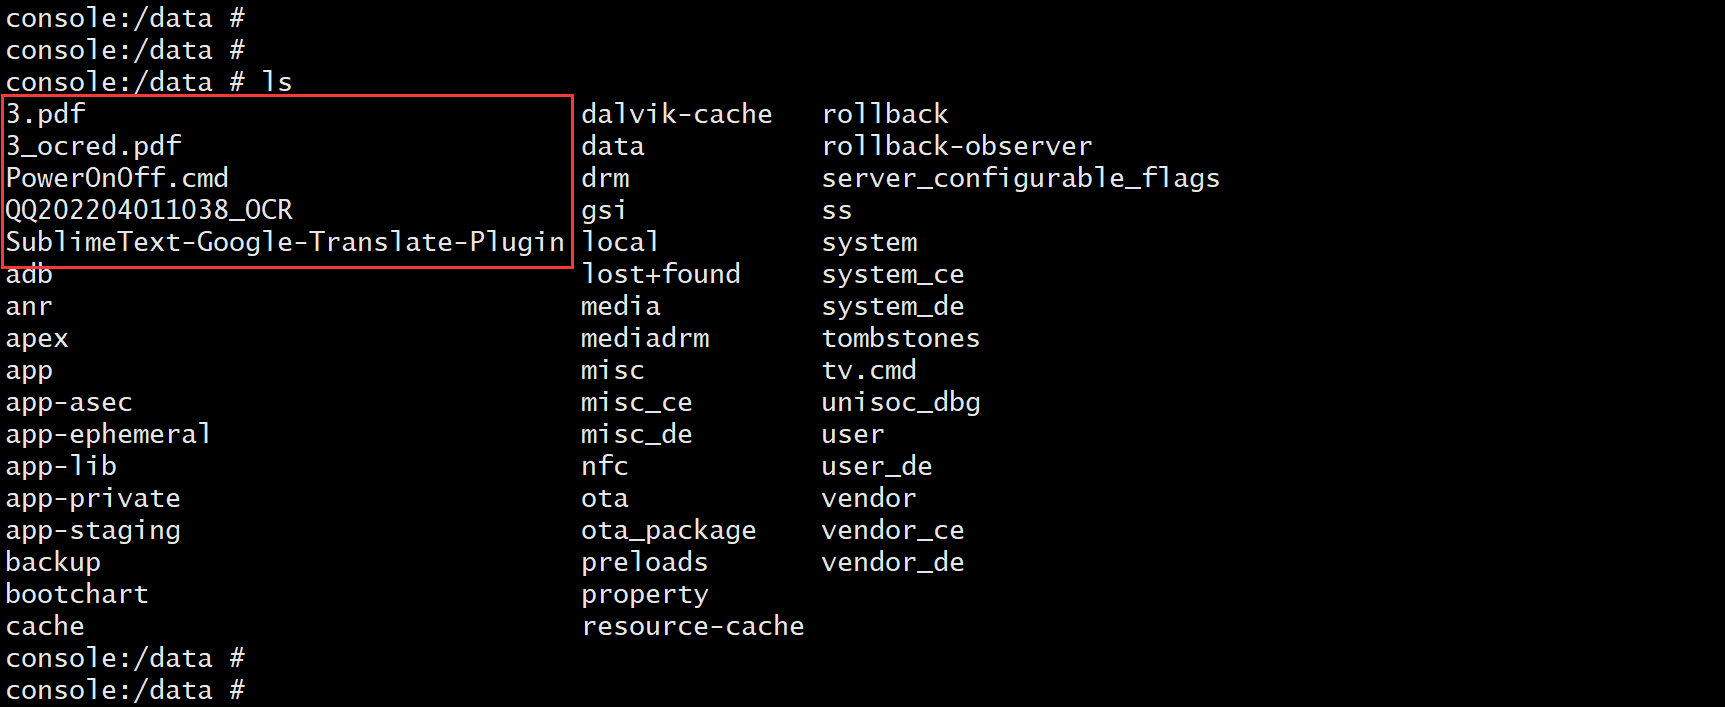 console:/data #
console:/data #
console:/data # ls
3.pdf dalvik-cache rollback
3_ocred.pdf data rollback-observer
PowerOnOff.cmd drm server_configurable_flags
QQ202204011038_OCR gsi ss
SublimeText-Google-Translate-Plugin local system
adb lost+found system_ce
anr media system_de
apex mediadrm tombstones
app misc tv.cmd
app-asec misc_ce unisoc_dbg
app-ephemeral misc_de user
app-lib nfc user_de
app-private ota vendor
app-staging ota_package vendor_ce
backup preloads vendor_de
bootchart property
cache resource-cache
console:/data #
console:/data #